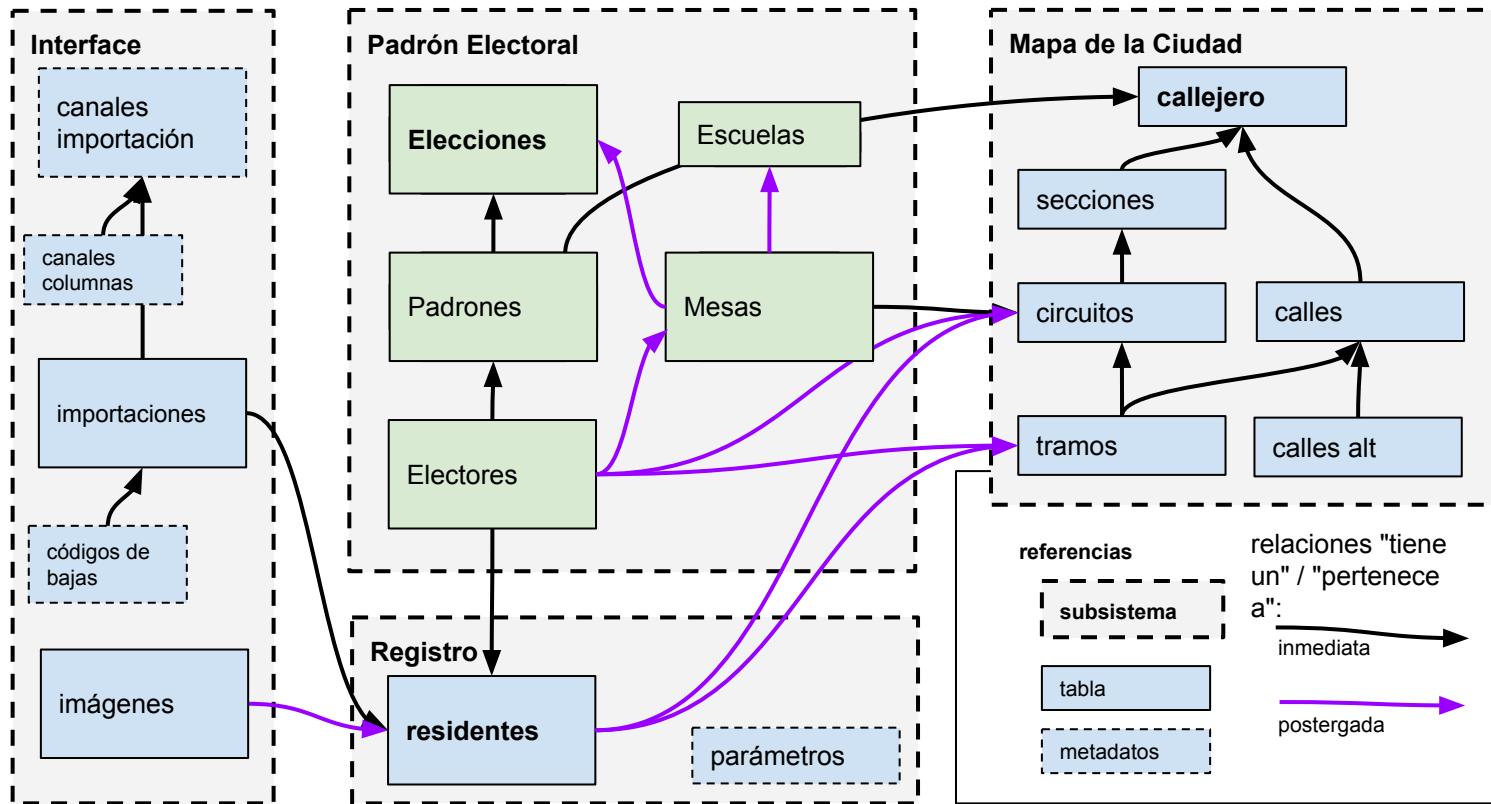 Interface
canales
importación
canales
columnas
importaciones
códigos de
bajas
imágenes
Padrón Electoral
Elecciones
Escuelas
Padrones
Mesas
Electores
Registro
residentes
parámetros
Mapa de la Ciudad
callejero
secciones
circuitos
calles
tramos
calles alt
referencias
subsistema
tabla
metadatos
relaciones "tiene
un" / "pertenece
a":
inmediata
postergada